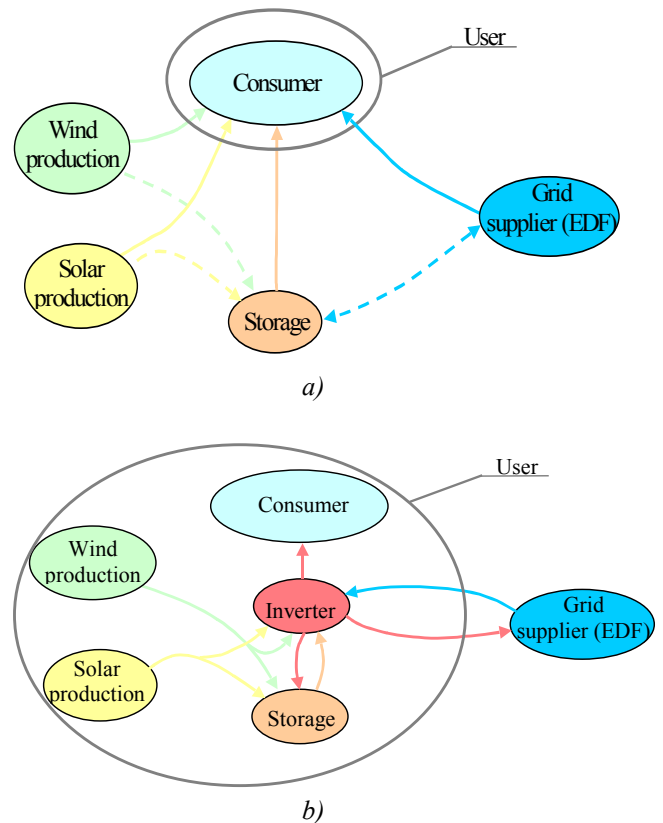 User
Consumer
Wind
production
Grid
supplier (EDF)
Solar
production
Storage
a)
User
Consumer
Wind
production
Inverter
Grid
supplier (EDF)
Solar
production
Storage
b)